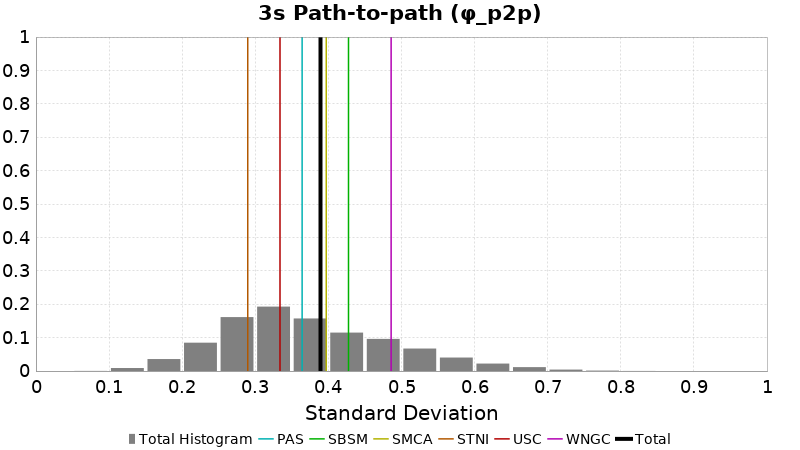 3s Path-to-path (φ_p2p)
1
0.9
0.8
0.7
0.6
0.5
0.4
0.3
0.2
0.1
0
0 0.1 0.2 0.3 0.4 0.5 0.6 0.7 0.8 0.9 1
Standard Deviation
Total Histogram PAS SBSM SMCA STNI USC WNGC Total